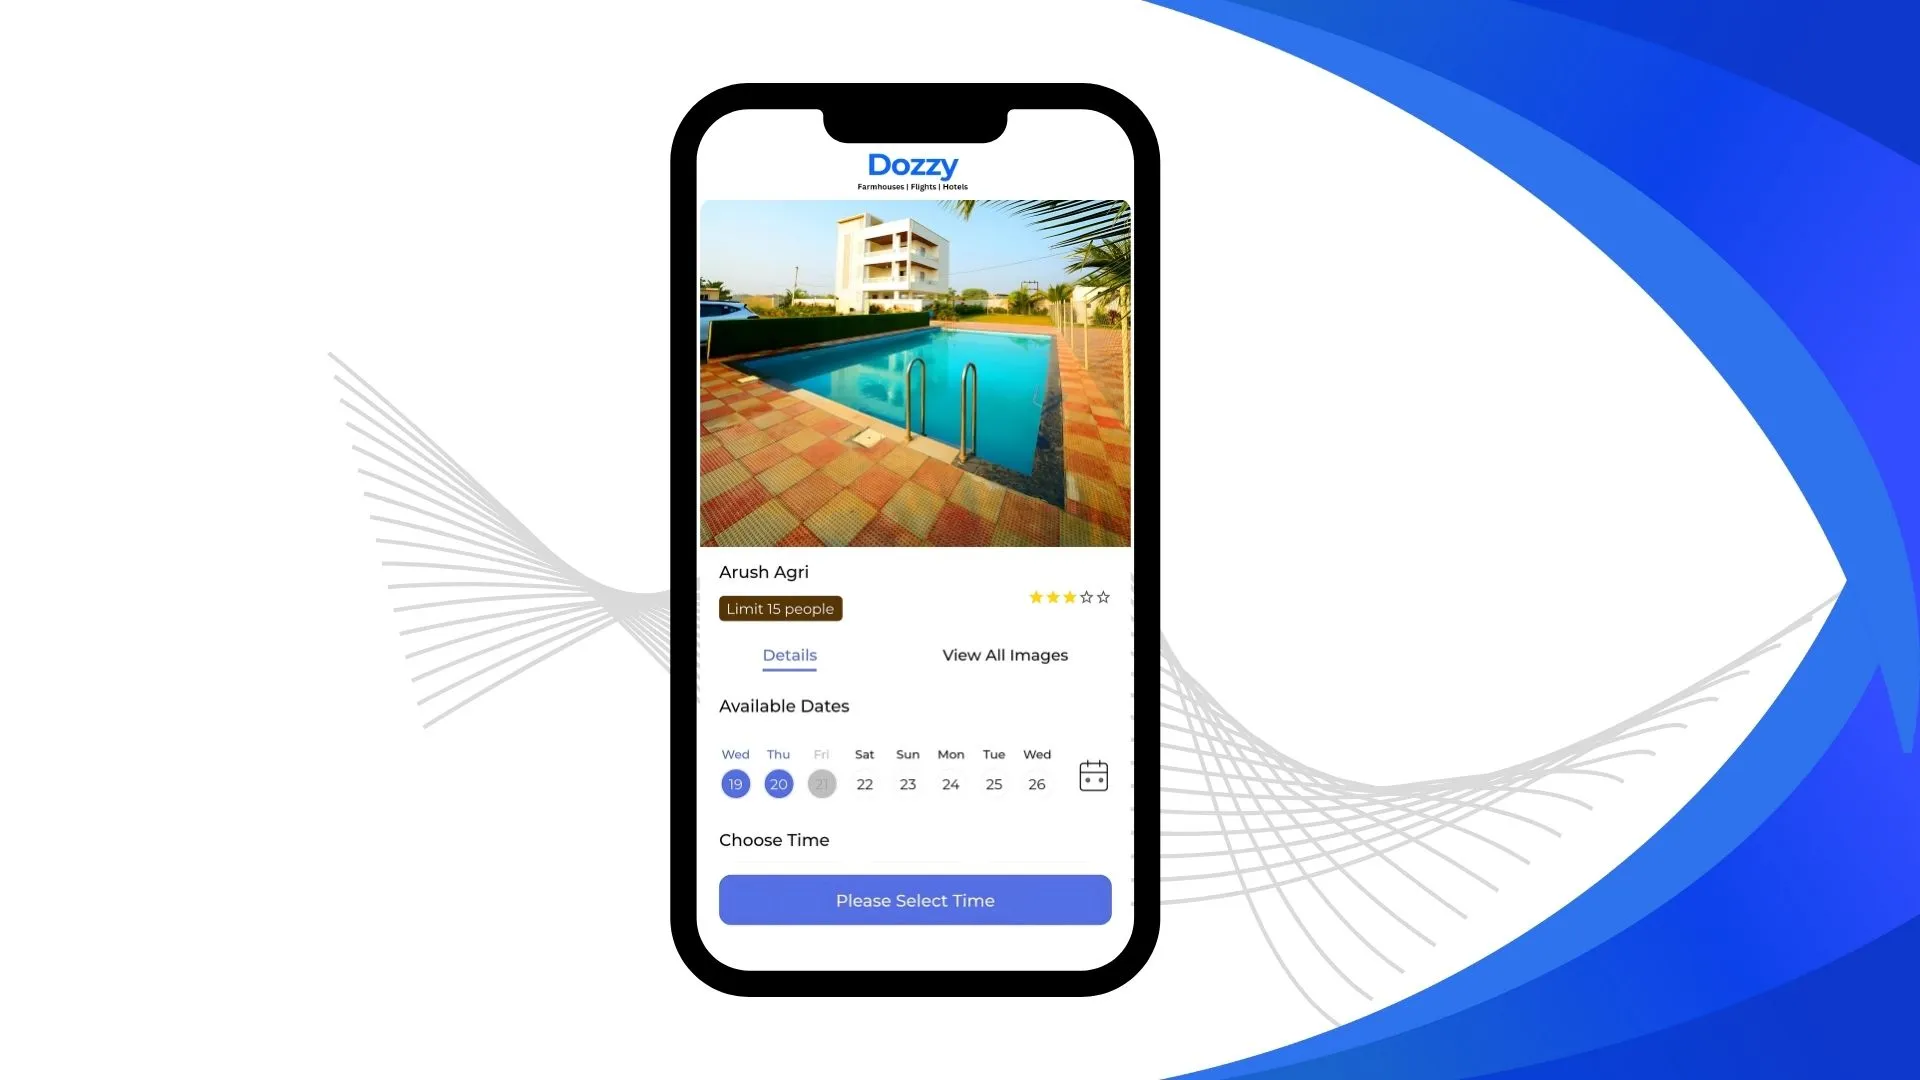 Dozzy
Farmhouses | Flights | Hotels
Arush Agri
Limit 15 people
Details View All Images
Available Dates
Wed Thu Fri Sat Sun Mon Tue Wed
19 20 21 22 23 24 25 26
Choose Time
Please Select Time